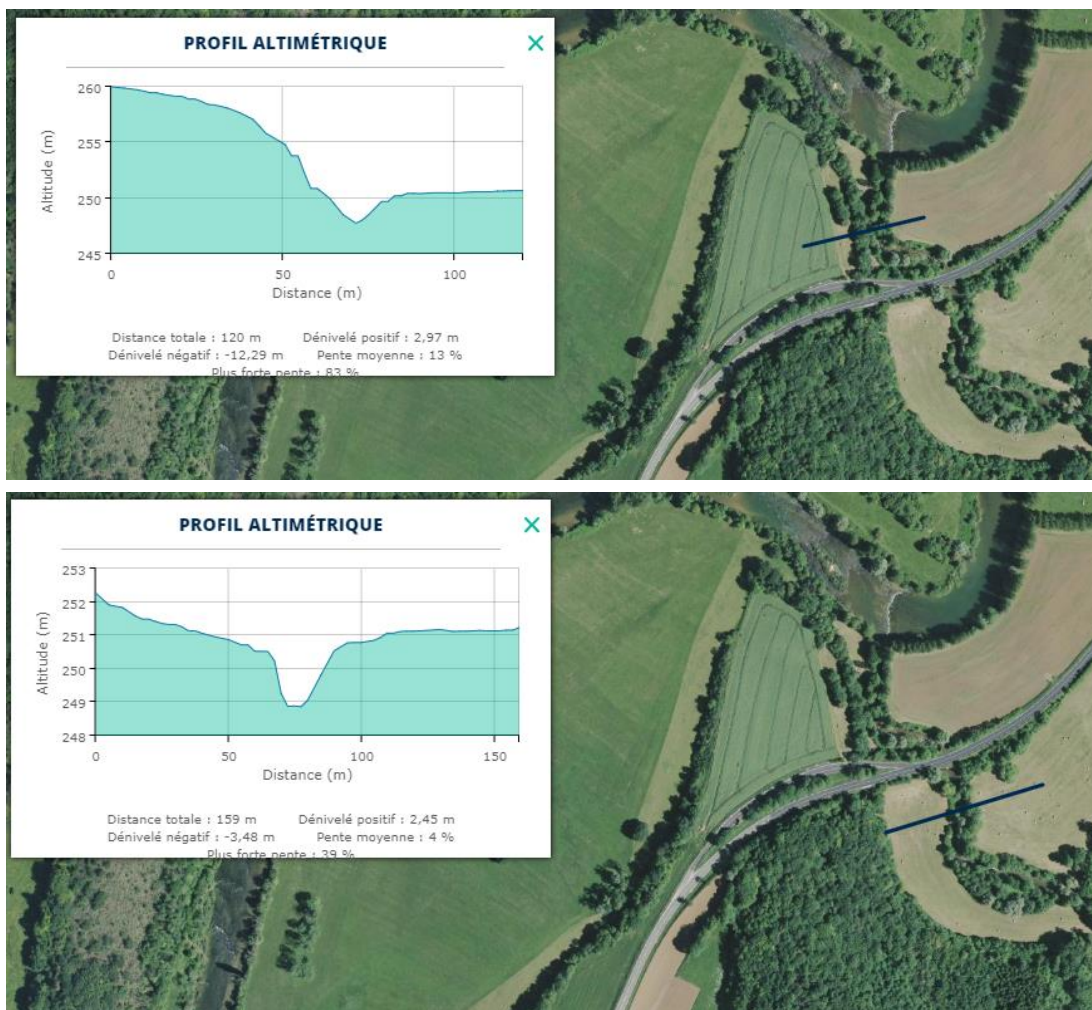 PROFIL ALTIMÉTRIQUE
260
255
250
245
Altitude (m)
0 50 100
Distance (m)
Distance totale : 120 m Dénivelé positif : 2,97 m
Dénivelé négatif : -12,29 m Pente moyenne : 13 %
Plus forte pente : 83 %
PROFIL ALTIMÉTRIQUE
253
252
251
250
249
248
Altitude (m)
0 50 100 150
Distance (m)
Distance totale : 159 m Dénivelé positif : 2,45 m
Dénivelé négatif : -3,48 m Pente moyenne : 4 %
Plus forte pente : 39 %